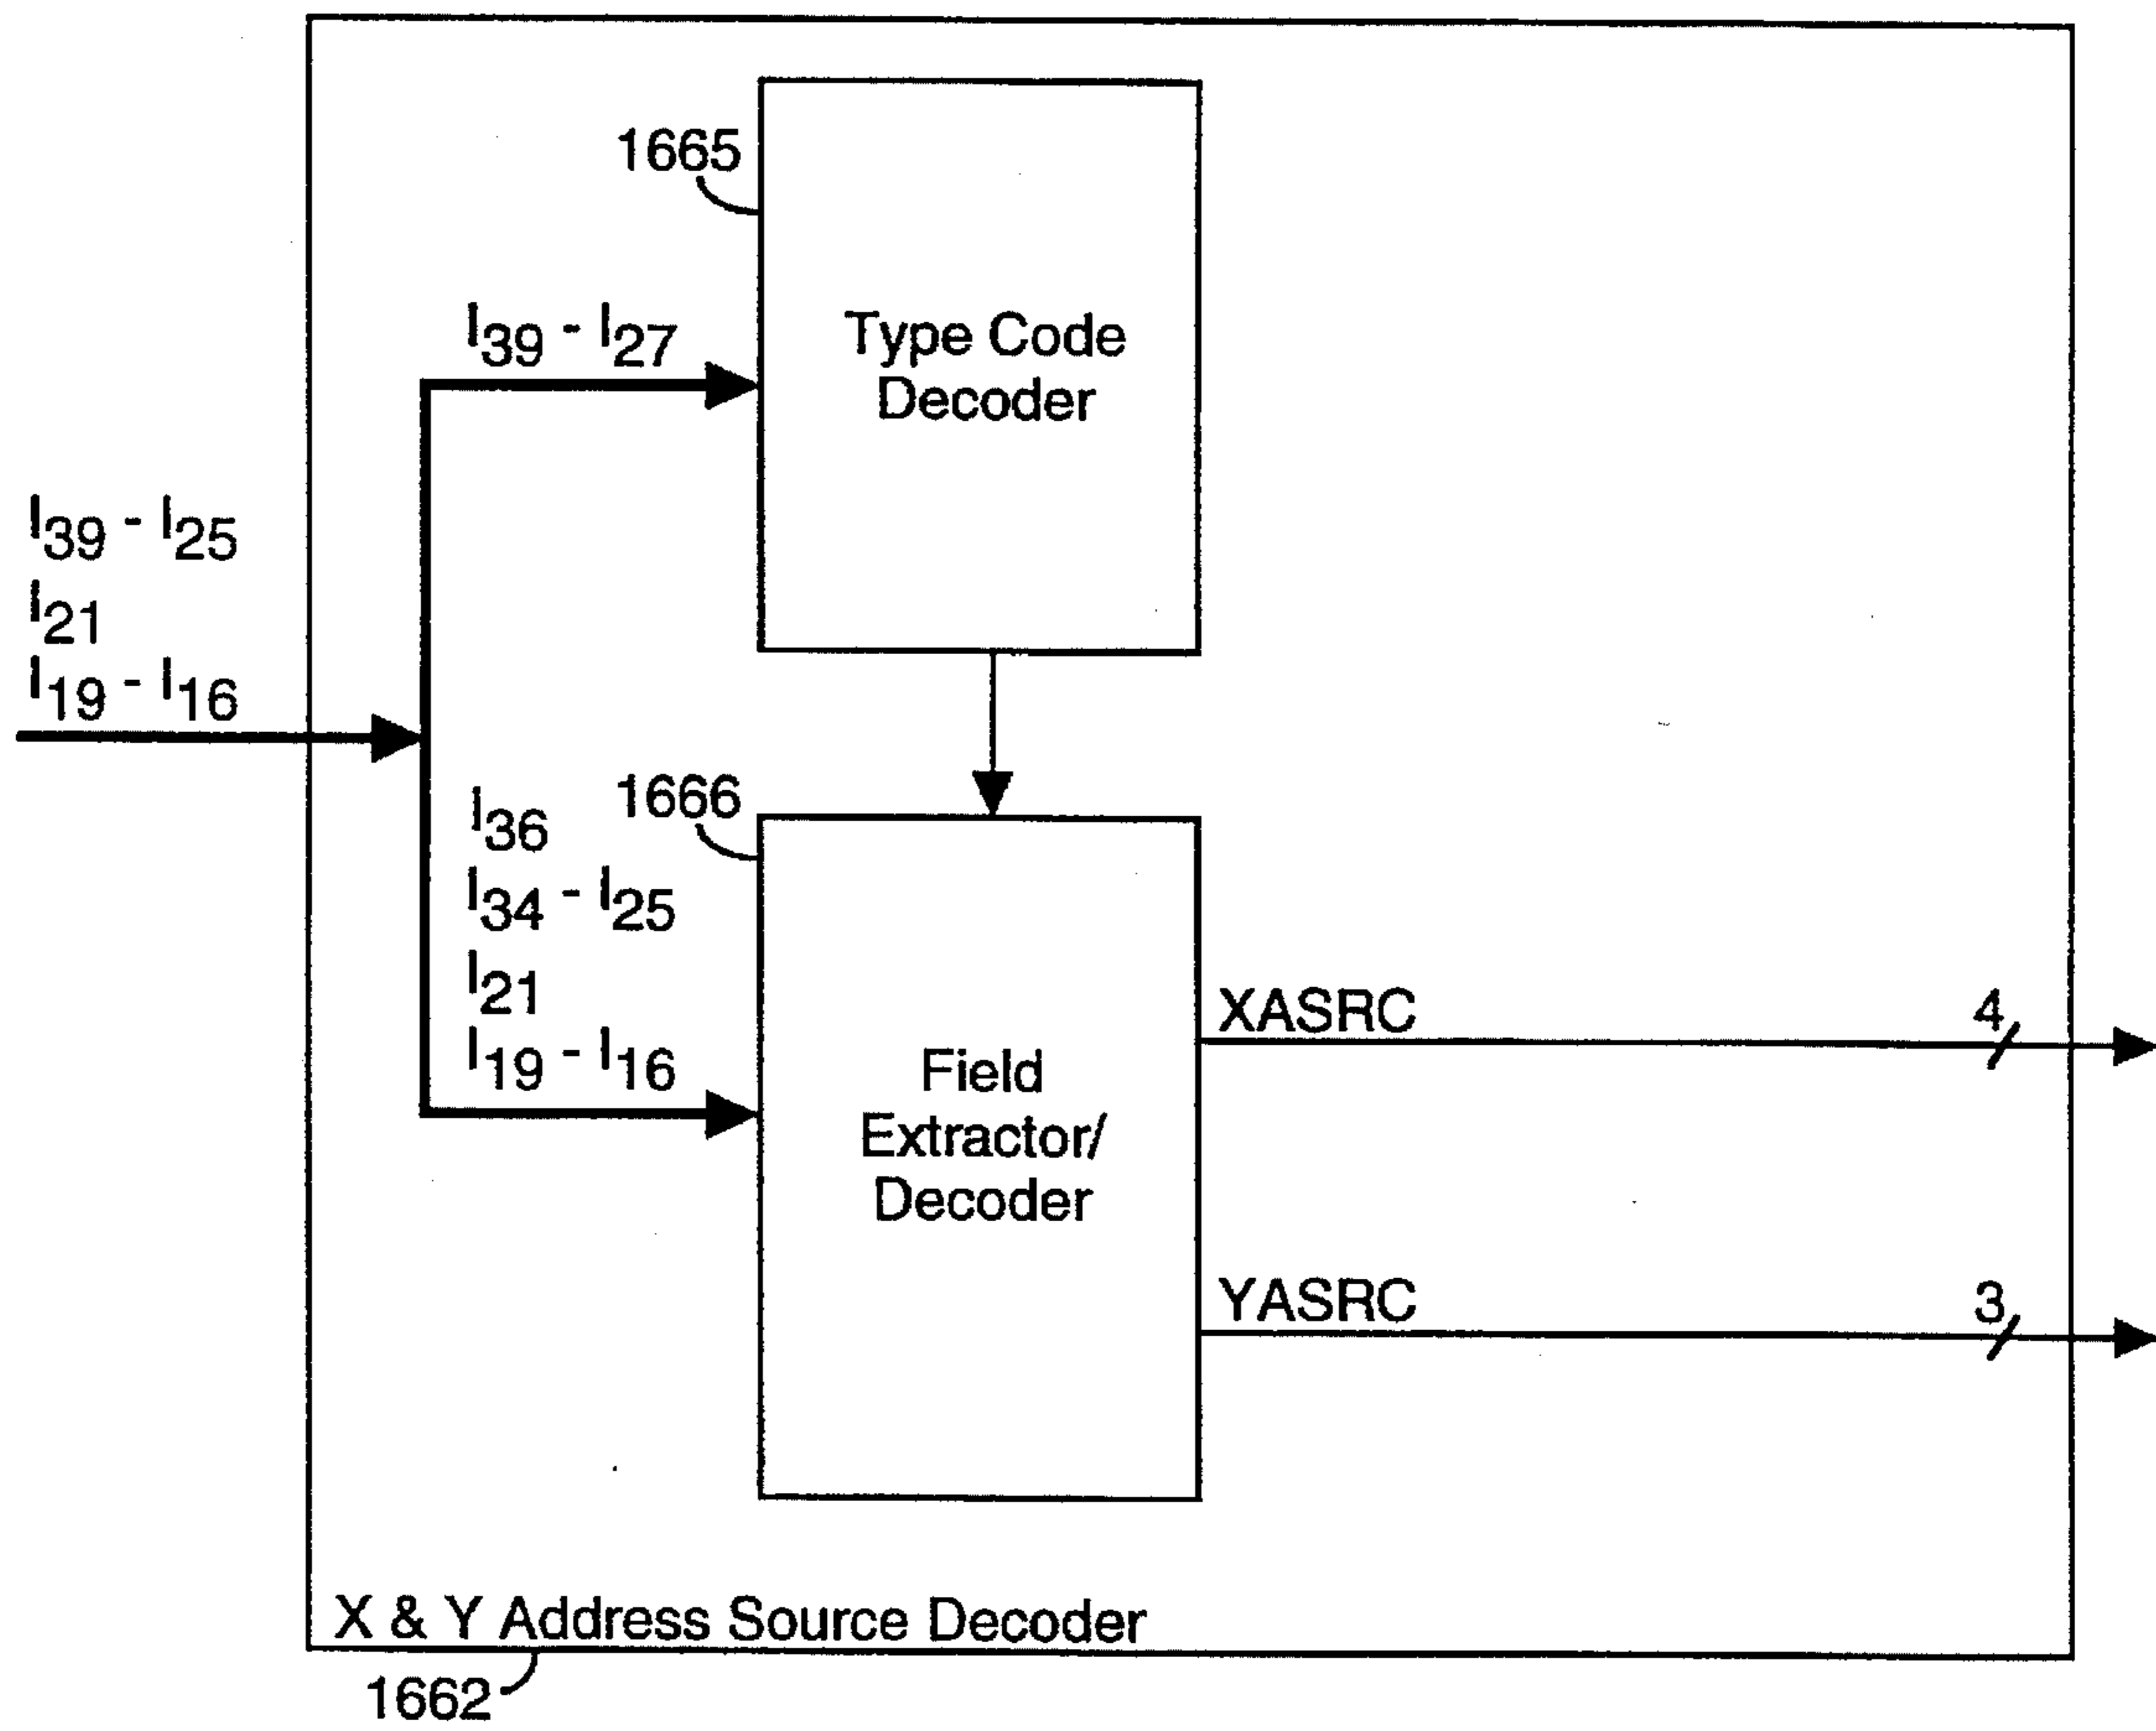 1665
I39 - I27
Type Code
Decoder
I39 - I25
I21
I19 - I16
1666
I36
I34 - I25
I21
I19 - I16
Field
Extractor/
Decoder
XASRC
4
YASRC
3
X & Y Address Source Decoder
1662